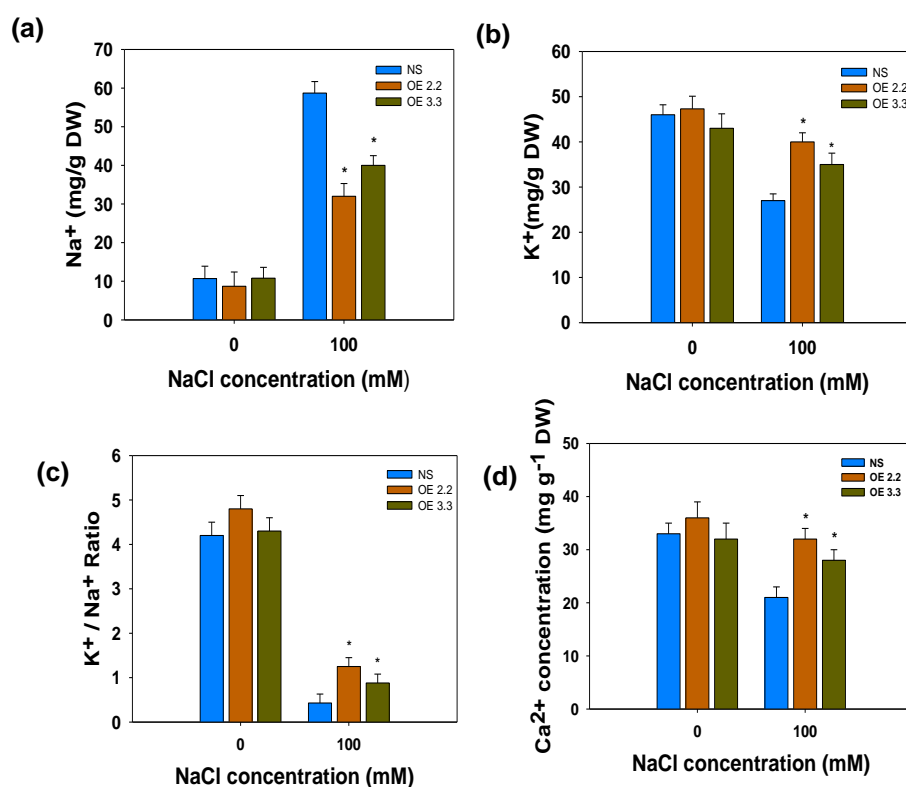 (a)
Na+ (mg/g DW)
70
60
50
40
30
20
10
0
NS
OE 2.2
OE 3.3
*
*
0
100
NaCl concentration (mM)
(b)
K+(mg/g DW)
60
50
40
30
20
10
0
NS
OE 2.2
OE 3.3
*
*
0
100
NaCl concentration (mM)
(c)
K+ / Na+ Ratio
6
5
4
3
2
1
0
NS
OE 2.2
OE 3.3
*
*
0
100
NaCl concentration (mM)
(d)
Ca2+ concentration (mg g-1 DW)
50
40
30
20
10
0
NS
OE 2.2
OE 3.3
*
*
0
100
NaCl concentration (mM)